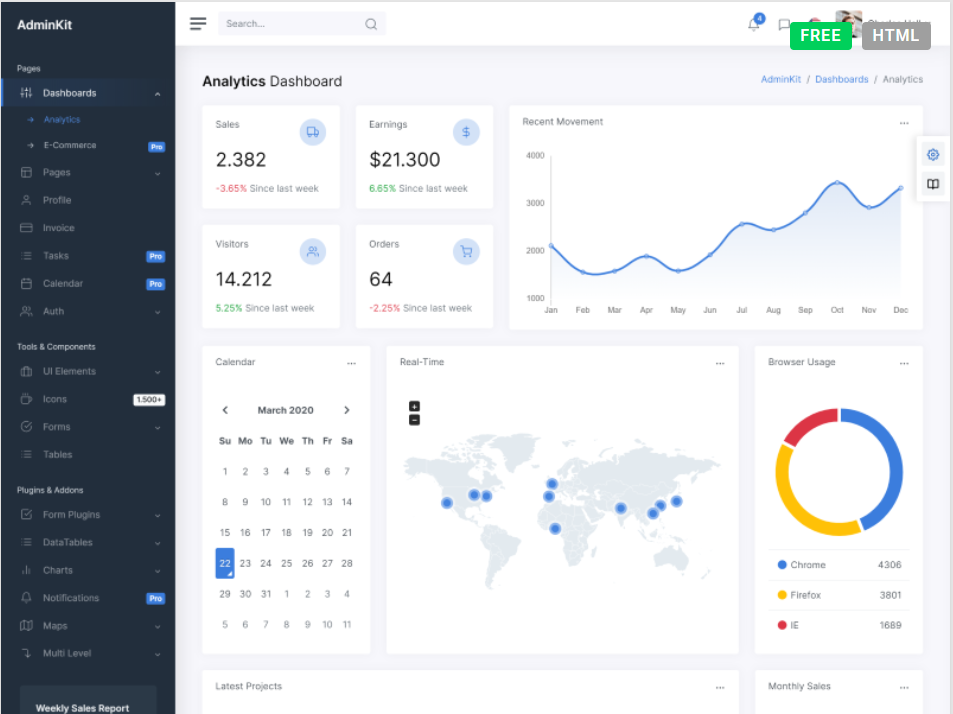 AdminKit
Search...
4
FREE
HTML
Pages
Dashboards
Analytics
E-Commerce Pro
Pages
Profile
Invoice
Tasks Pro
Calendar Pro
Auth
Tools & Components
UI Elements
Icons 1.500+
Forms
Tables
Plugins & Addons
Form Plugins
DataTables
Charts
Notifications Pro
Maps
Multi Level
Weekly Sales Report
Analytics Dashboard
AdminKit / Dashboards / Analytics
Sales
2.382
-3.65% Since last week
Earnings
$21.300
6.65% Since last week
Visitors
14.212
5.25% Since last week
Orders
64
-2.25% Since last week
Recent Movement
4000
3000
2000
1000
Jan Feb Mar Apr May Jun Jul Aug Sep Oct Nov Dec
Calendar
March 2020
Su Mo Tu We Th Fr Sa
1 2 3 4 5 6 7
8 9 10 11 12 13 14
15 16 17 18 19 20 21
22 23 24 25 26 27 28
29 30 31 1 2 3 4
5 6 7 8 9 10 11
Real-Time
+
-
Browser Usage
Chrome 4306
Firefox 3801
IE 1689
Latest Projects
Monthly Sales